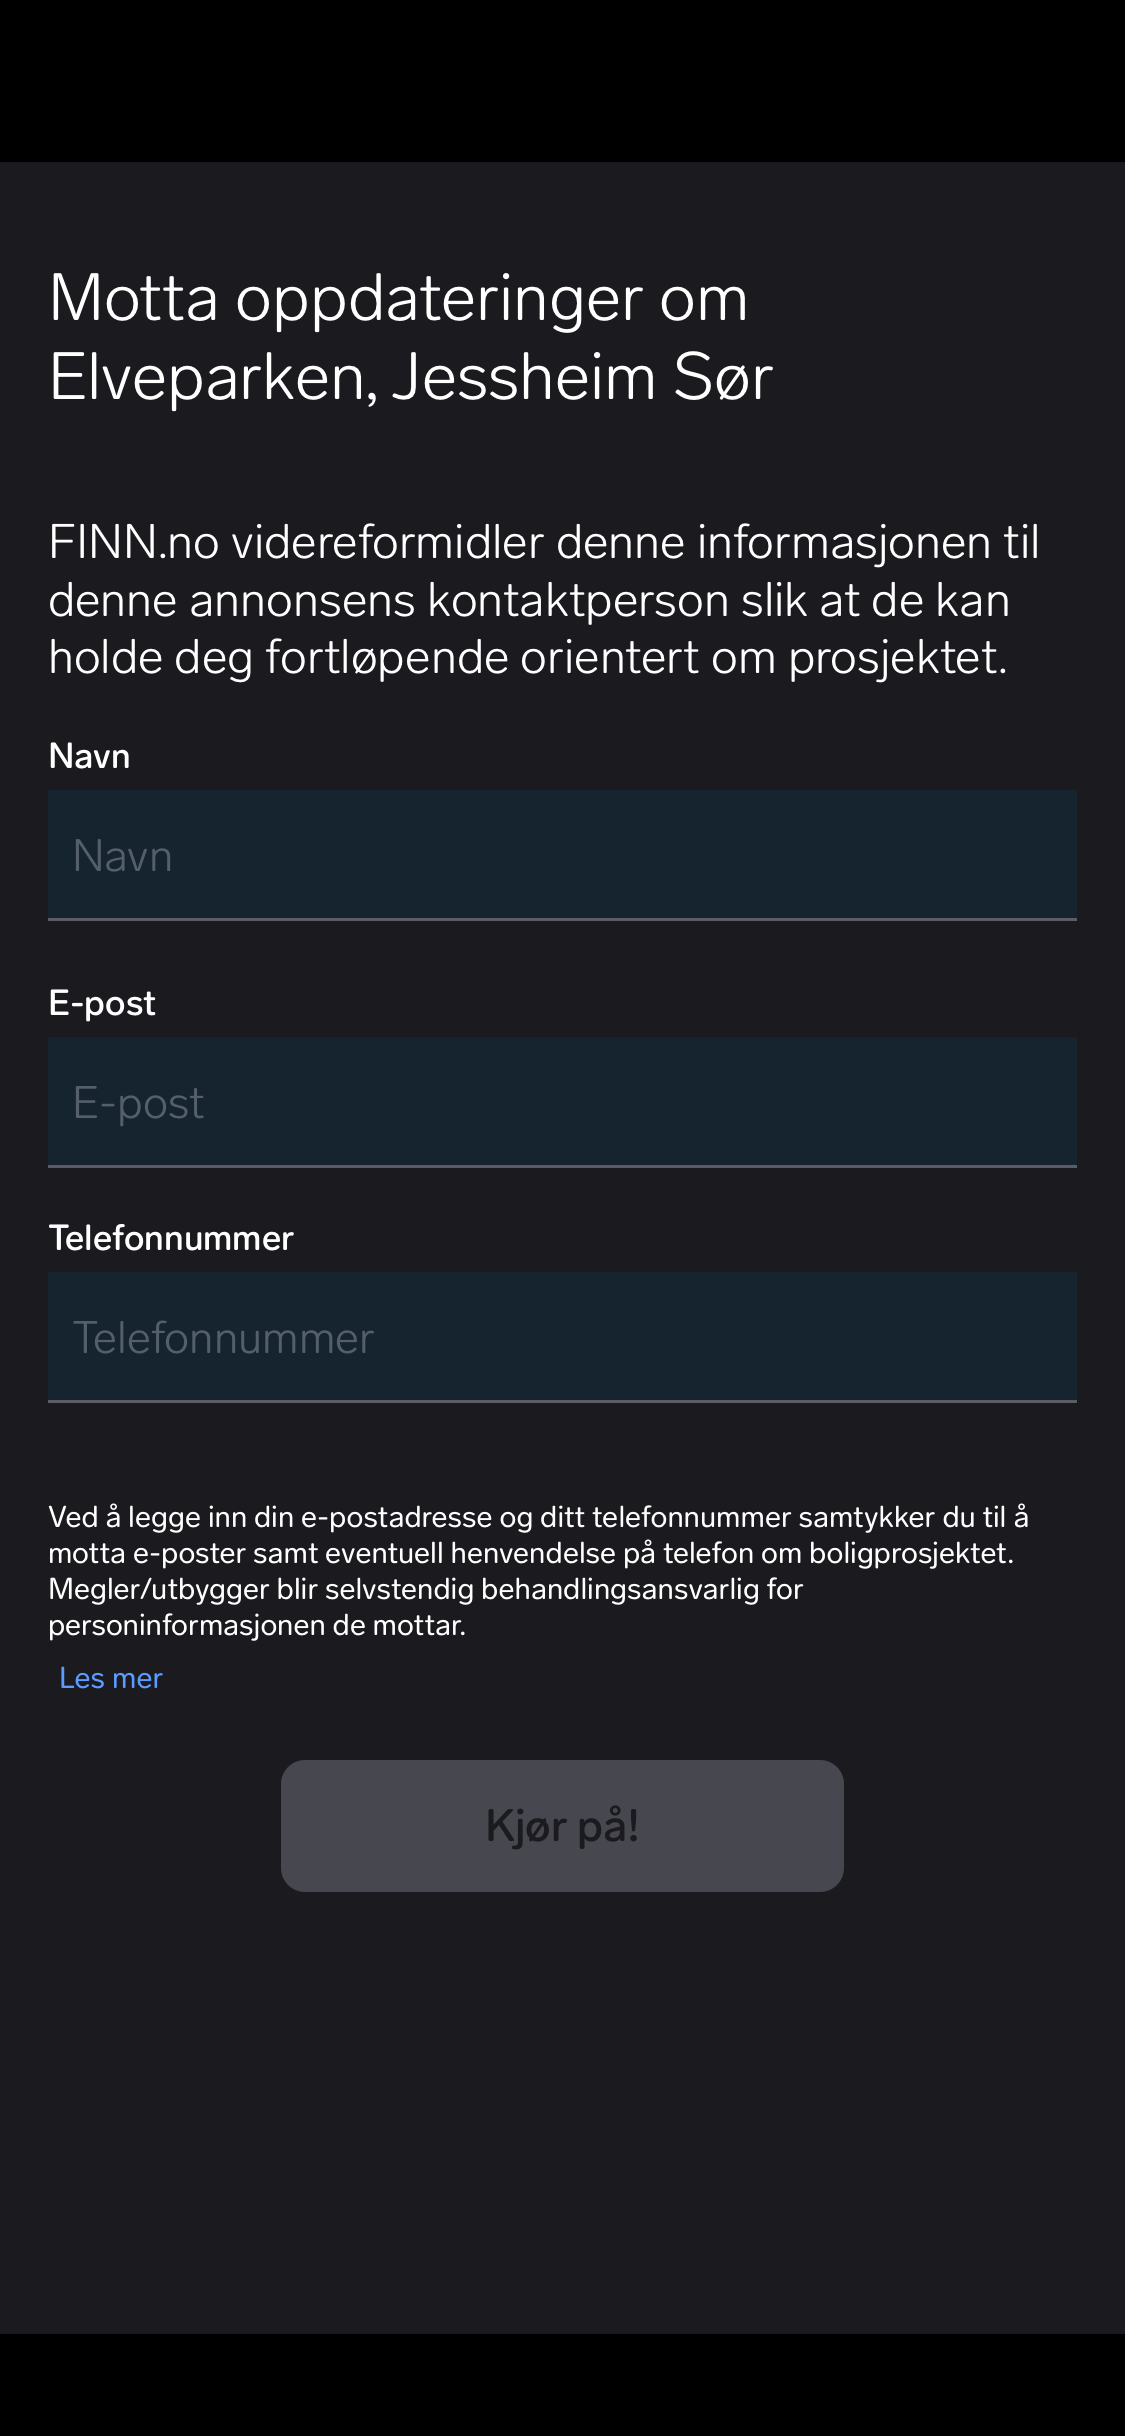 Motta oppdateringer om
Elveparken, Jessheim Sør
FINN.no videreformidler denne informasjonen til
denne annonsens kontaktperson slik at de kan
holde deg fortløpende orientert om prosjektet.
Navn
Navn
E-post
E-post
Telefonnummer
Telefonnummer
Ved å legge inn din e-postadresse og ditt telefonnummer samtykker du til å
motta e-poster samt eventuell henvendelse på telefon om boligprosjektet.
Megler/utbygger blir selvstendig behandlingsansvarlig for
personinformasjonen de mottar.
Les mer
Kjør på!